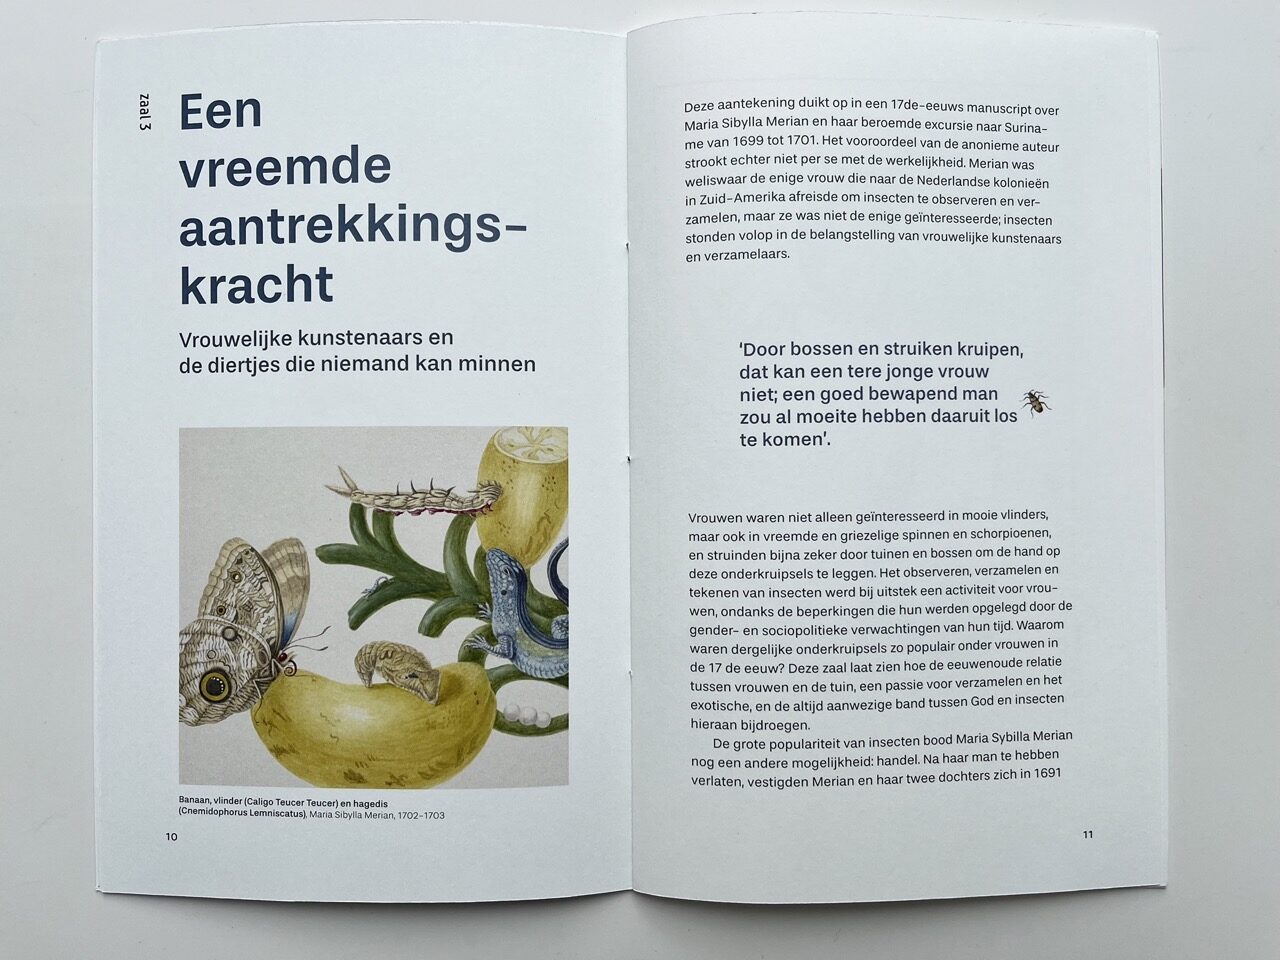 zaal 3
Een
vreemde
aantrekkings-
kracht
Vrouwelijke kunstenaars en
de diertjes die niemand kan minnen
Banaan, vlinder (Caligo Teucer Teucer) en hagedis
(Cnemidophorus Lemniscatus), Maria Sibylla Merian, 1702-1703
10
Deze aantekening duikt op in een 17de-eeuws manuscript over
Maria Sibylla Merian en haar beroemde excursie naar Surina-
me van 1699 tot 1701. Het vooroordeel van de anonieme auteur
strookt echter niet per se met de werkelijkheid. Merian was
weliswaar de enige vrouw die naar de Nederlandse kolonieën
in Zuid-Amerika afreisde om insecten te observeren en ver-
zamelen, maar ze was niet de enige geïnteresseerde; insecten
stonden volop in de belangstelling van vrouwelijke kunstenaars
en verzamelaars.
‘Door bossen en struiken kruipen,
dat kan een tere jonge vrouw
niet; een goed bewapend man
zou al moeite hebben daaruit los
te komen’.
Vrouwen waren niet alleen geïnteresseerd in mooie vlinders,
maar ook in vreemde en griezelige spinnen en schorpioenen,
en struinden bijna zeker door tuinen en bossen om de hand op
deze onderkruipsels te leggen. Het observeren, verzamelen en
tekenen van insecten werd bij uitstek een activiteit voor vrou-
wen, ondanks de beperkingen die hun werden opgelegd door de
gender- en sociopolitieke verwachtingen van hun tijd. Waarom
waren dergelijke onderkruipsels zo populair onder vrouwen in
de 17 de eeuw? Deze zaal laat zien hoe de eeuwenoude relatie
tussen vrouwen en de tuin, een passie voor verzamelen en het
exotische, en de altijd aanwezige band tussen God en insecten
hieraan bijdroegen.
De grote populariteit van insecten bood Maria Sybilla Merian
nog een andere mogelijkheid: handel. Na haar man te hebben
verlaten, vestigden Merian en haar twee dochters zich in 1691
11